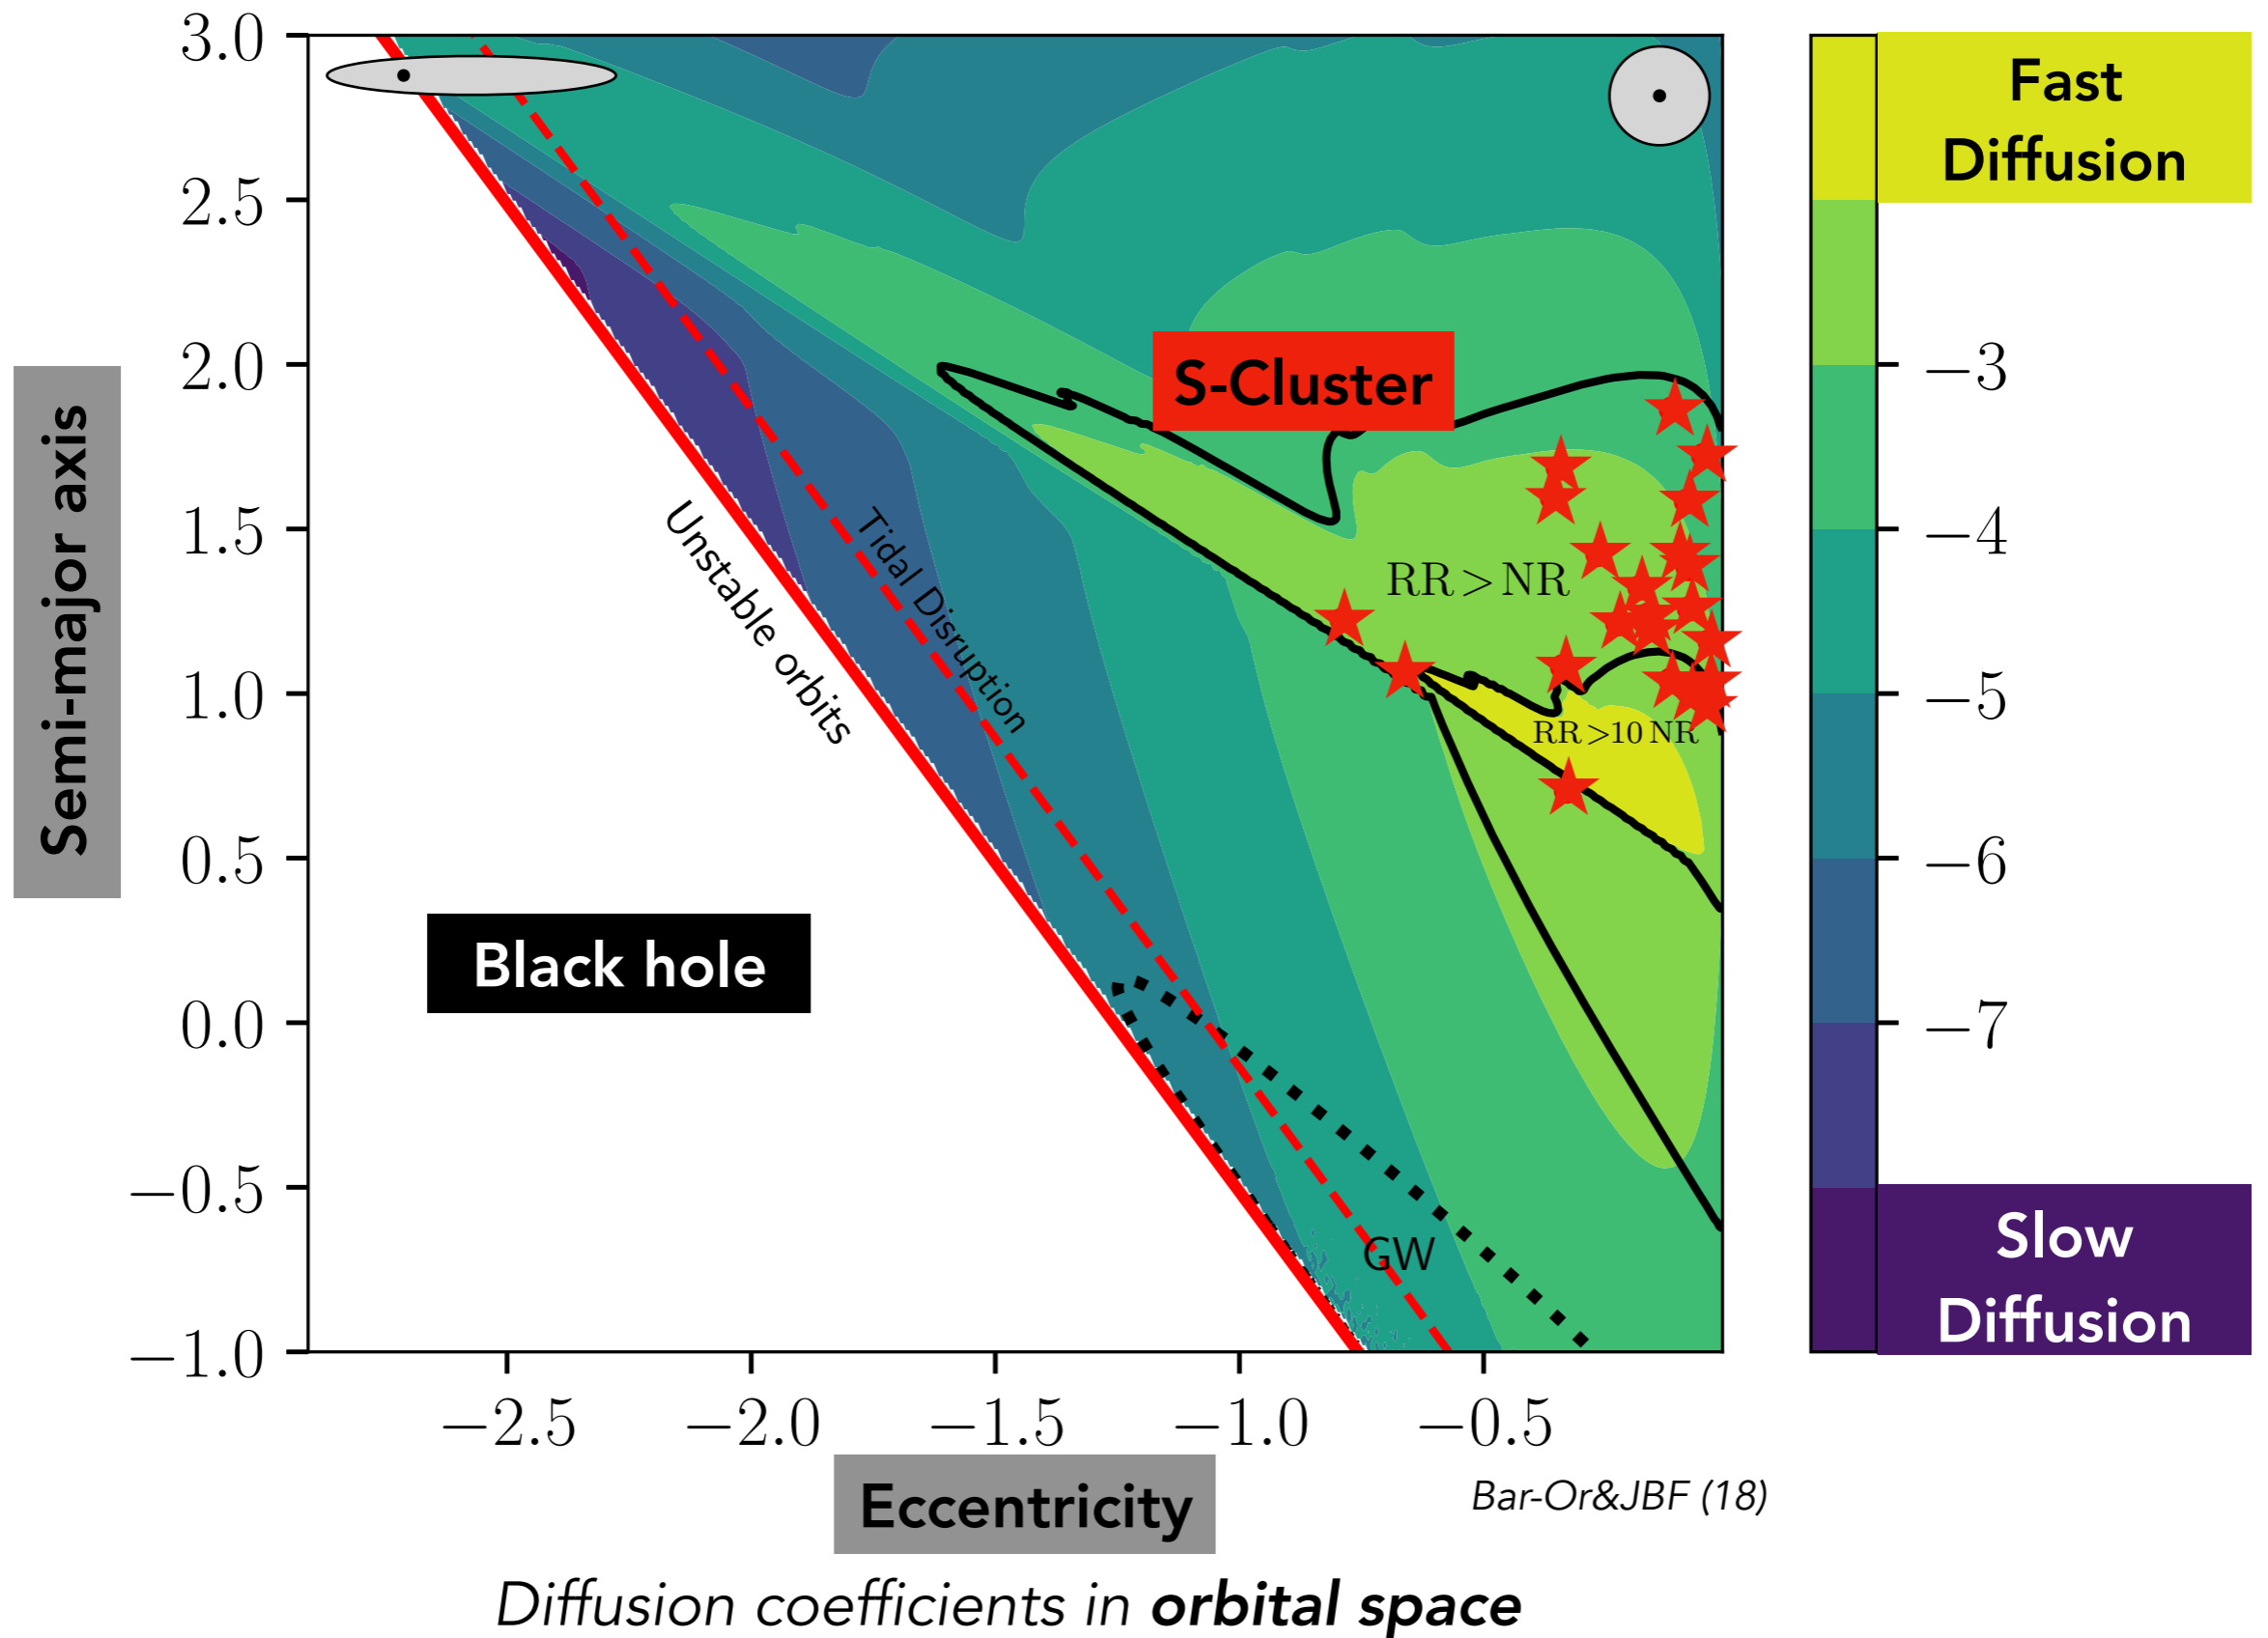 3.0
2.5
2.0
1.5
1.0
0.5
0.0
−0.5
−1.0
Semi-major axis
S-Cluster
RR > NR
RR >10 NR
Tidal Disruption
Unstable orbits
Black hole
GW
−2.5 −2.0 −1.5 −1.0 −0.5
Eccentricity
Fast
Diffusion
−3
−4
−5
−6
−7
Slow
Diffusion
Bar-Or&JBF (18)
Diffusion coefficients in orbital space